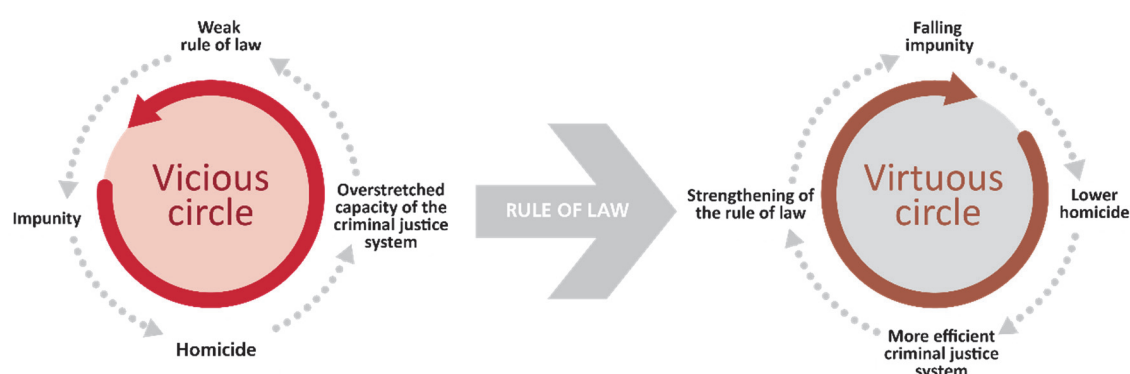 Weak
rule of law
Vicious
circle
Impunity
Overstretched
capacity of the
criminal justice
system
Homicide
RULE OF LAW
Falling
impunity
Virtuous
circle
Strengthening of
the rule of law
Lower
homicide
More efficient
criminal justice
system